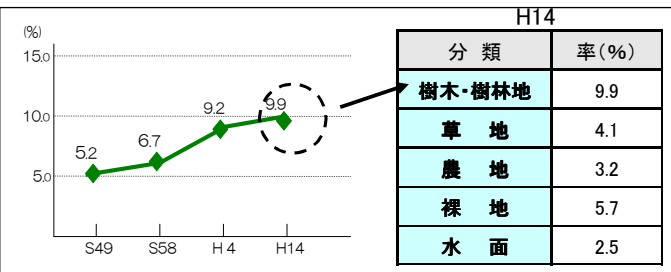 (%)
15.0
10.0
5.0
5.2
6.7
9.2
9.9
S49
S58
H4
H14
H14
分類 率(%)
樹木・樹林地 9.9
草地 4.1
農地 3.2
裸地 5.7
水面 2.5